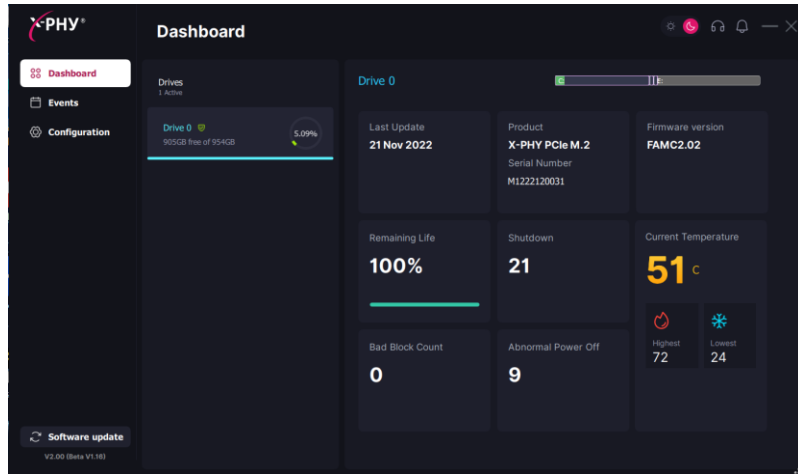 X-PHY®
Dashboard
Dashboard
Events
Configuration
Drives
1 Active
Drive 0
905GB free of 954GB
5.09%
Drive 0
C
E
Last Update
21 Nov 2022
Product
X-PHY PCIe M.2
Serial Number
M1222120031
Firmware version
FAMC2.02
Remaining Life
100%
Shutdown
21
Current Temperature
51 C
Highest
72
Lowest
24
Bad Block Count
0
Abnormal Power Off
9
Software update
V2.00 (Beta V1.16)